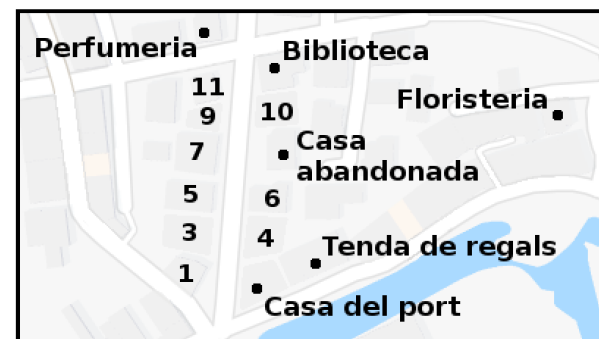 Perfumeria
Biblioteca
11
10
Floristeria
9
7
Casa
abandonada
5
6
3
4
Tenda de regals
1
Casa del port